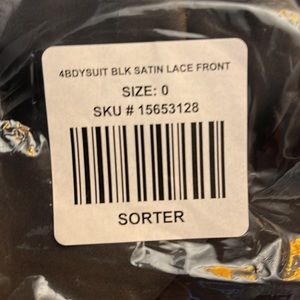 4BDYSUIT BLK SATIN LACE FRONT
SIZE: 0
SKU # 15653128
SORTER